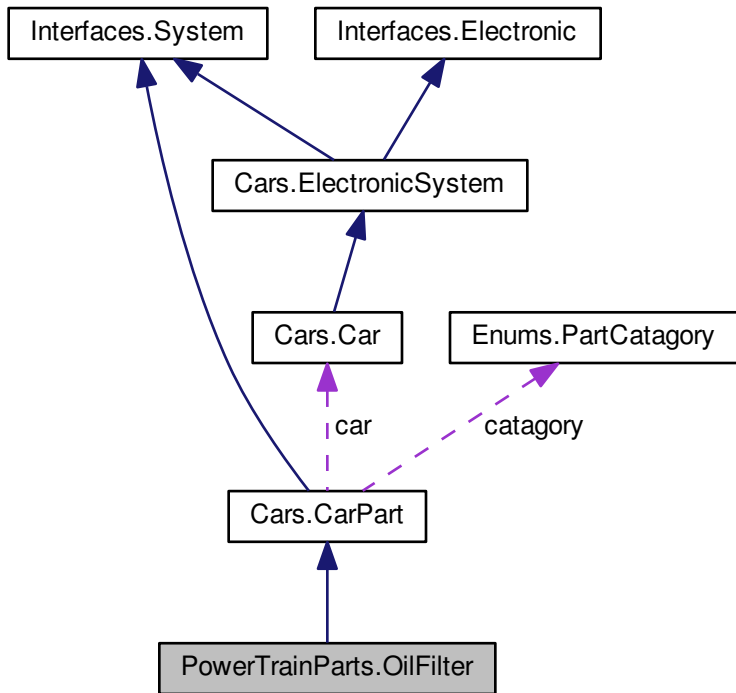 Interfaces.System
Interfaces.Electronic
Cars.ElectronicSystem
Cars.Car
Enums.PartCatagory
car
catagory
Cars.CarPart
PowerTrainParts.OilFilter